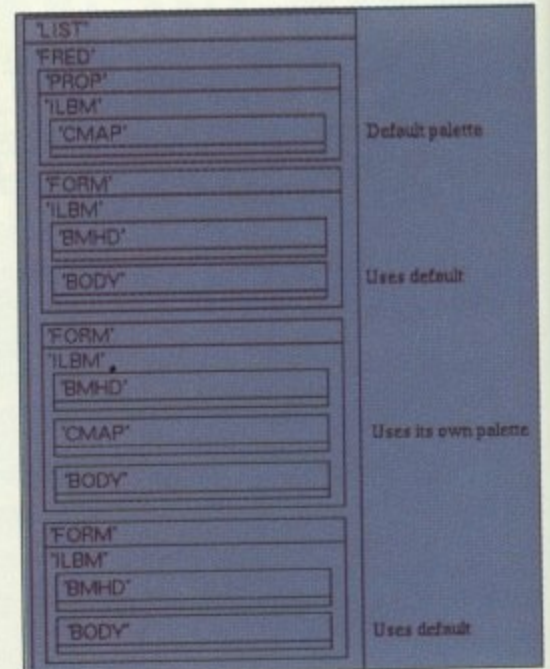 'LIST'
'FRED'
'PROP'
'ILBM'
'CMAP'
Default palette
'FORM'
'ILBM'
'BMHD'
'BODY'
Uses default
'FORM'
'ILBM'
'BMHD'
'CMAP'
Uses its own palette
'BODY'
'FORM'
'ILBM'
'BMHD'
'BODY'
Uses default